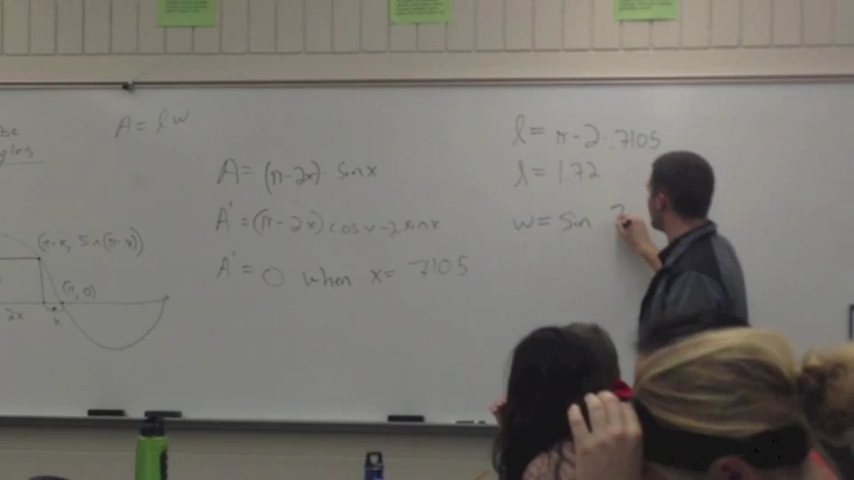 be
gles
A = l w
(π-x, sin(π-x))
(π, 0)
2x
x
A = (π-2x) · sin x
A' = (π-2x) cos x - 2 sin x
A' = 0 when x = .7105
l = π - 2 · .7105
l = 1.72
w = sin